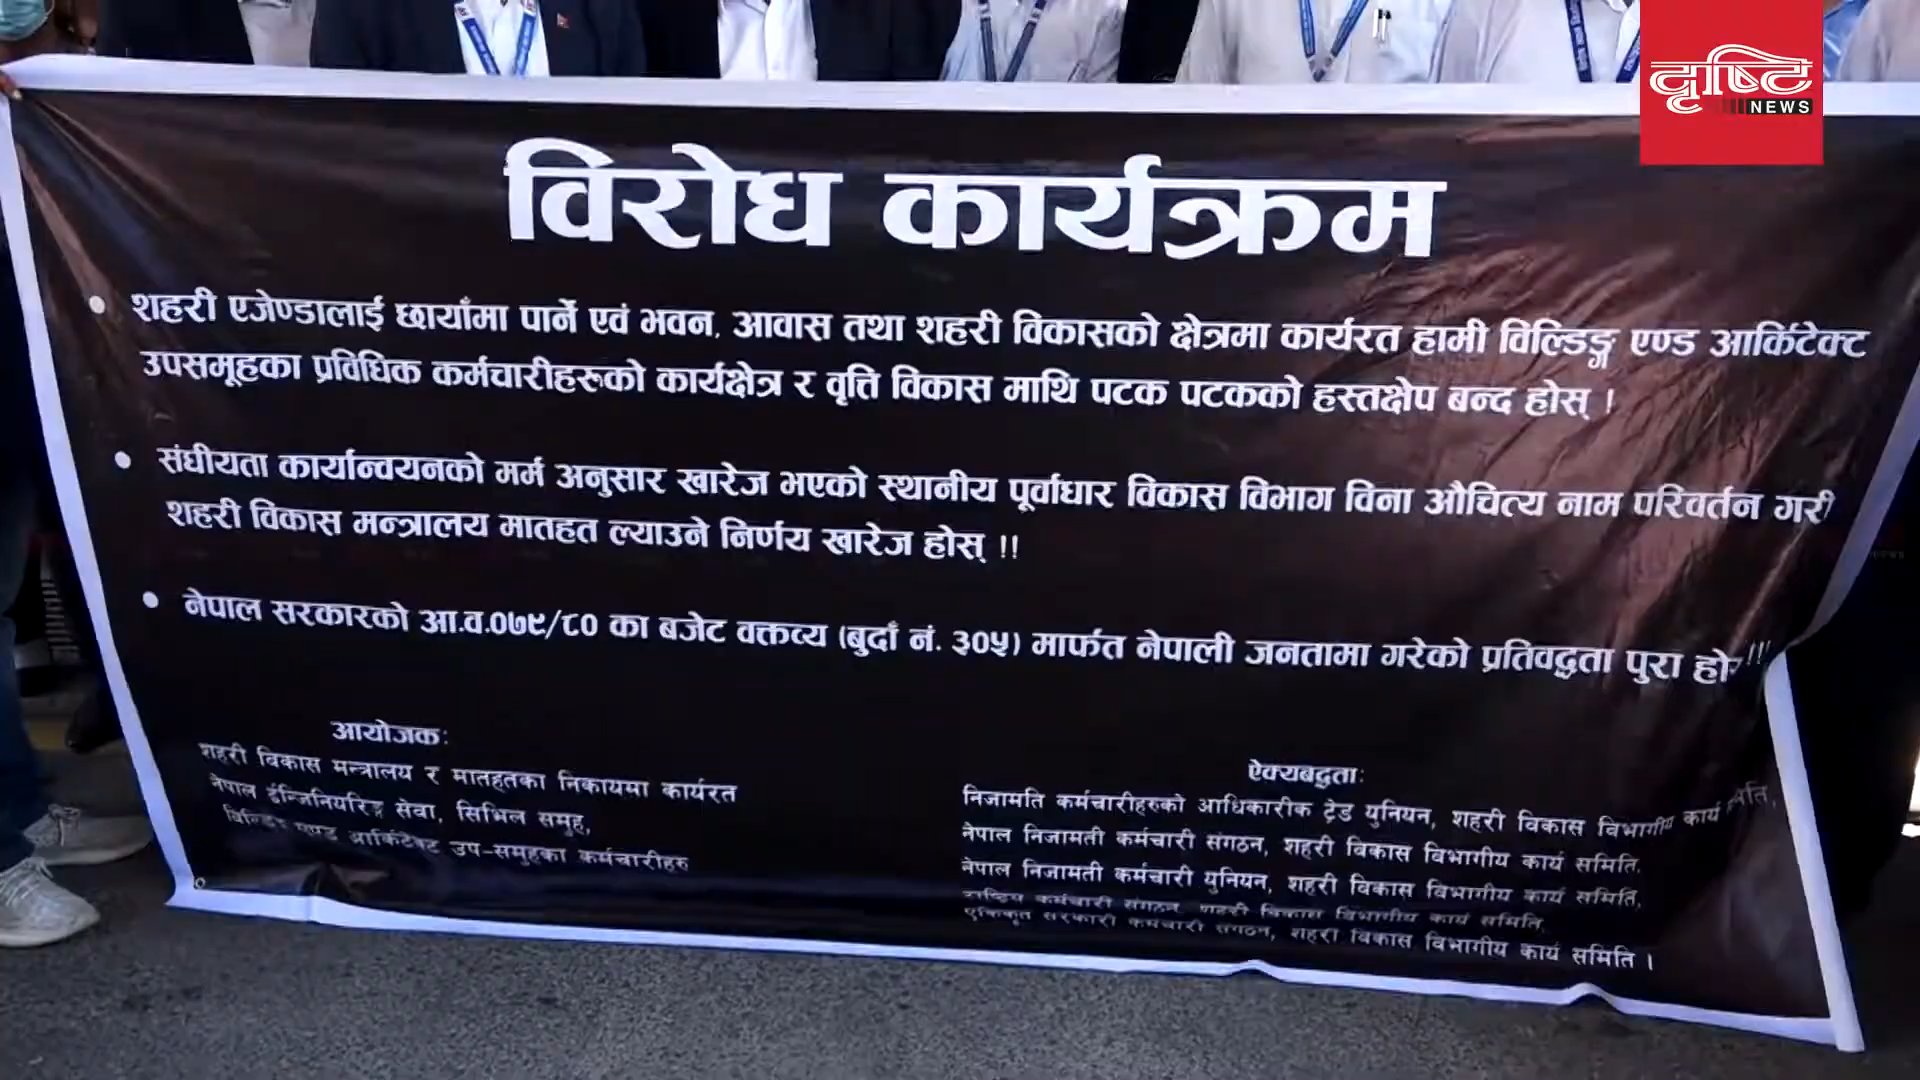 दृष्टि
NEWS
विरोध कार्यक्रम
• शहरी एजेण्डालाई छायाँमा पार्ने एवं भवन, आवास तथा शहरी विकासको क्षेत्रमा कार्यरत हामी विल्डिङ्ग एण्ड आर्किटेक्ट
उपसमूहका प्रविधिक कर्मचारीहरूको कार्यक्षेत्र र वृत्ति विकास माथि पटक पटकको हस्तक्षेप बन्द होस् !
• संघीयता कार्यान्वयनको मर्म अनुसार खारेज भएको स्थानीय पूर्वाधार विकास विभाग विना औचित्य नाम परिवर्तन गरी
शहरी विकास मन्त्रालय मातहत ल्याउने निर्णय खारेज होस् !!
• नेपाल सरकारको आ.व.०७९/८० का बजेट वक्तव्य (बुदाँ नं. ३०५) मार्फत नेपाली जनतामा गरेको प्रतिवद्धता पुरा !!!
आयोजक:
शहरी विकास मन्त्रालय र मातहतका निकायमा कार्यरत
नेपाल ईन्जिनियरिङ्ग सेवा, सिभिल समुह,
एण्ड आर्किटेक्ट उप-समुहका कर्मचारीहरु
ऐक्यबद्धता:
निजामति कर्मचारीहरुको आधिकारीक ट्रेड युनियन, शहरी विकास विभागीय कार्य
नेपाल निजामती कर्मचारी संगठन, शहरी विकास विभागीय कार्य समिति,
नेपाल निजामती कर्मचारी युनियन, शहरी विकास विभागीय कार्य समिति,
कर्मचारी संगठन, शहरी विकास विभागीय कार्य समिति,
एकिकृत सरकारी कर्मचारी संगठन, शहरी विकास विभागीय कार्य समिति ।